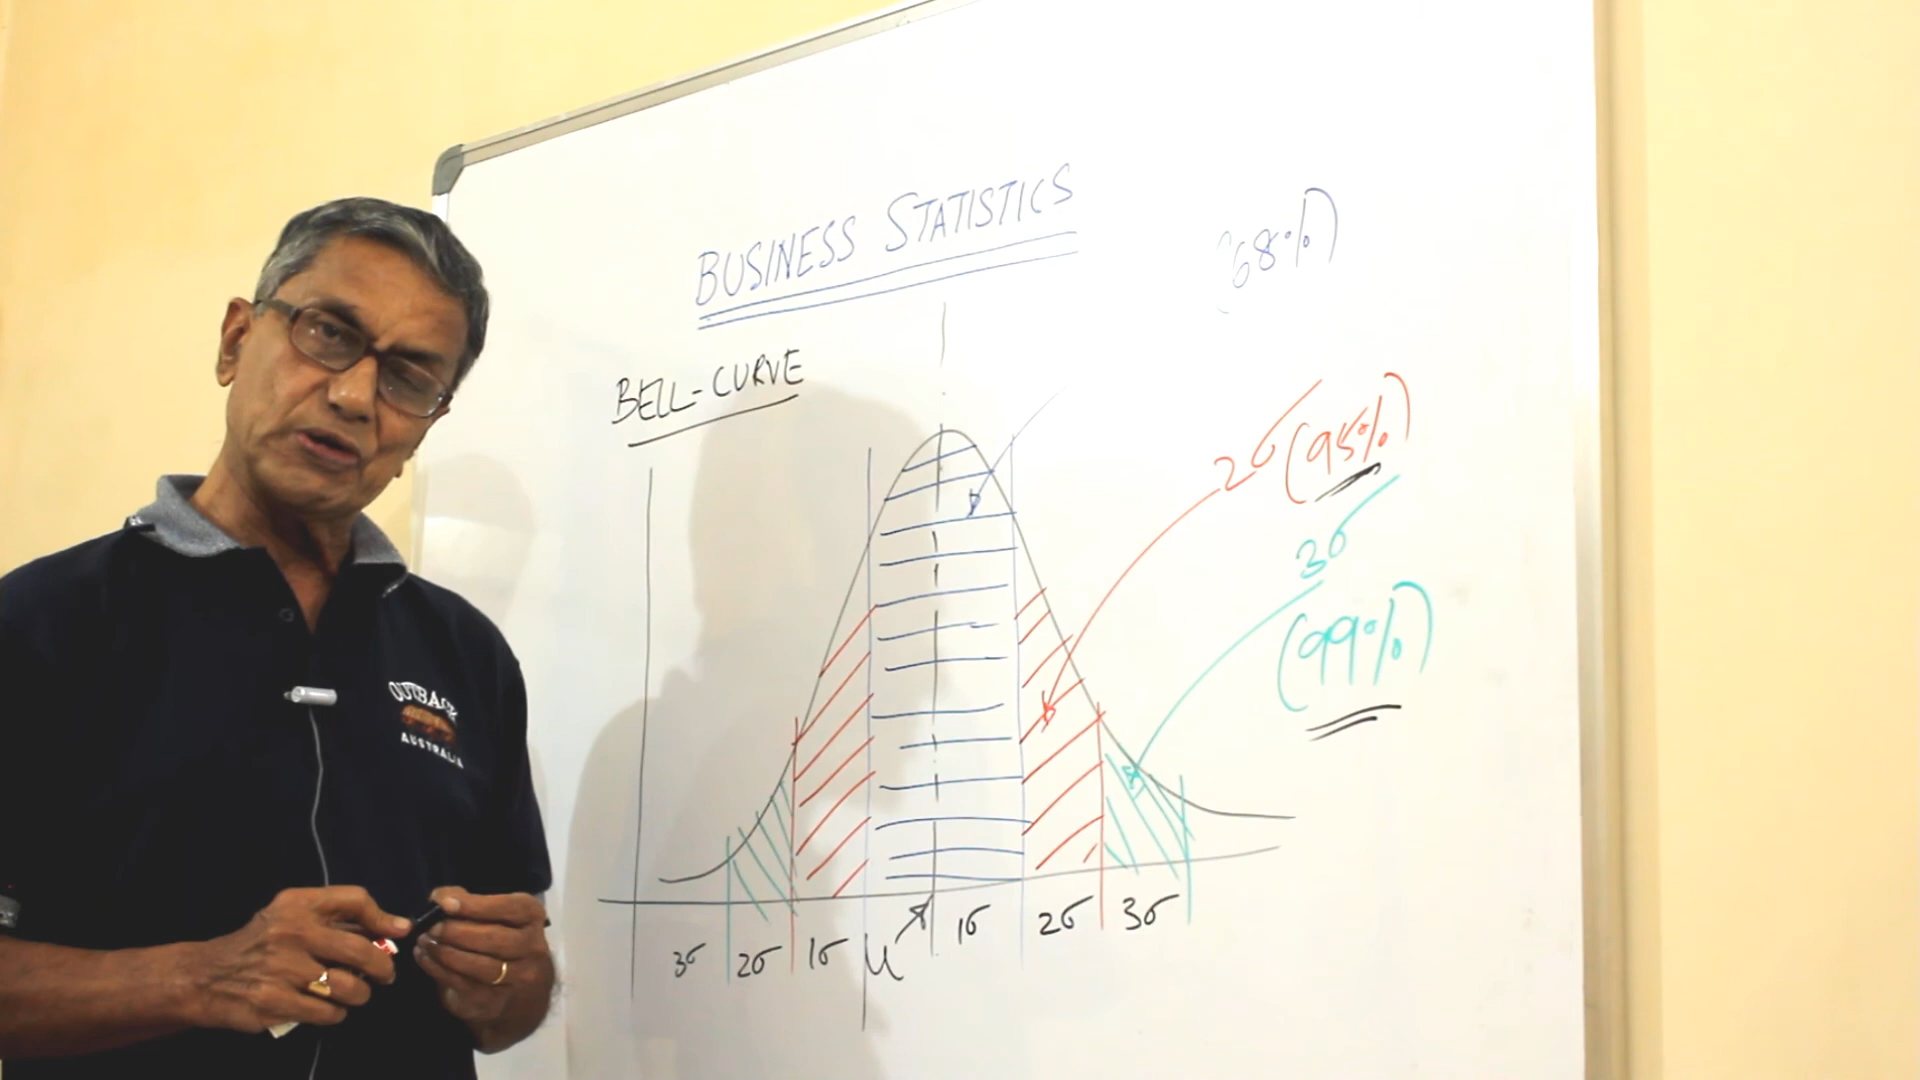 BUSINESS STATISTICS
(68%)
BELL-CURVE
2σ (95%)
3σ
(99%)
OUTBACK
AUSTRALIA
3σ 2σ 1σ μ 1σ 2σ 3σ